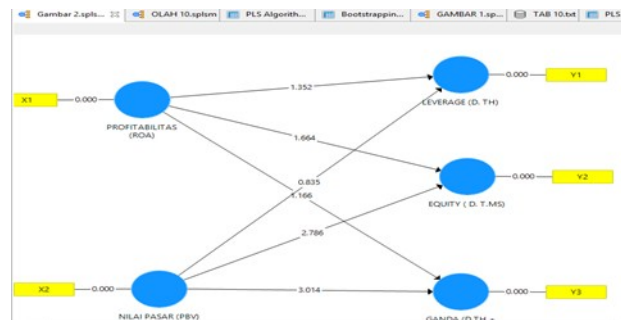 Gambar 2.spls...
OLAH 10.splsm
PLS Algorith...
Bootstrappin...
GAMBAR 1.sp...
TAB 10.txt
PLS
X1
0.000
PROFITABILITAS
(ROA)
1.352
LEVERAGE (D. TH)
0.000
Y1
1.664
0.835
1.166
EQUITY ( D. T.MS)
0.000
Y2
2.786
X2
0.000
NILAI PASAR (PBV)
3.014
GANDA (D.TH +
0.000
Y3